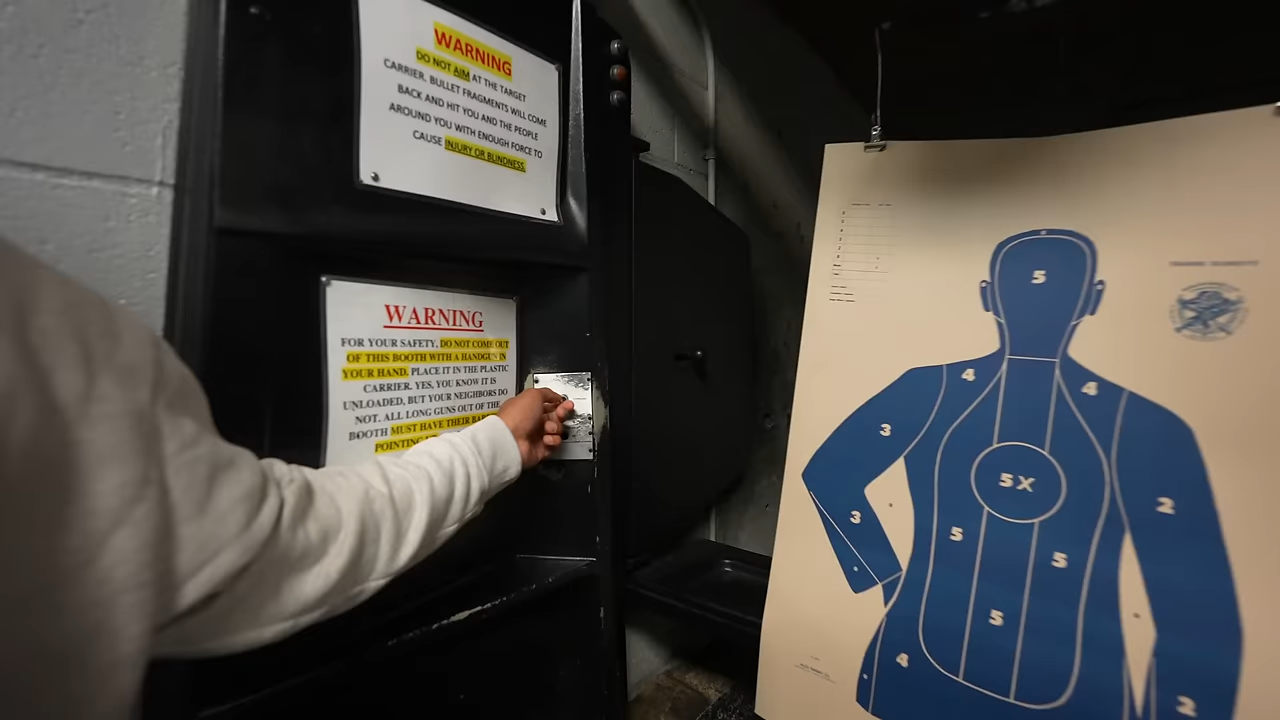 WARNING
DO NOT AIM AT THE TARGET
CARRIER, BULLET FRAGMENTS WILL COME
BACK AND HIT YOU AND THE PEOPLE
AROUND YOU WITH ENOUGH FORCE TO
CAUSE INJURY OR BLINDNESS.
WARNING
FOR YOUR SAFETY, DO NOT COME OUT
OF THIS BOOTH WITH A HANDGUN IN
YOUR HAND, PLACE IT IN THE PLASTIC
CARRIER. YES, YOU KNOW IT IS
UNLOADED, BUT YOUR NEIGHBORS DO
NOT. ALL LONG GUNS OUT OF THE
BOOTH MUST HAVE THEIR
POINTING
5
4
4
3
5X
2
3
5
5
5
4
2